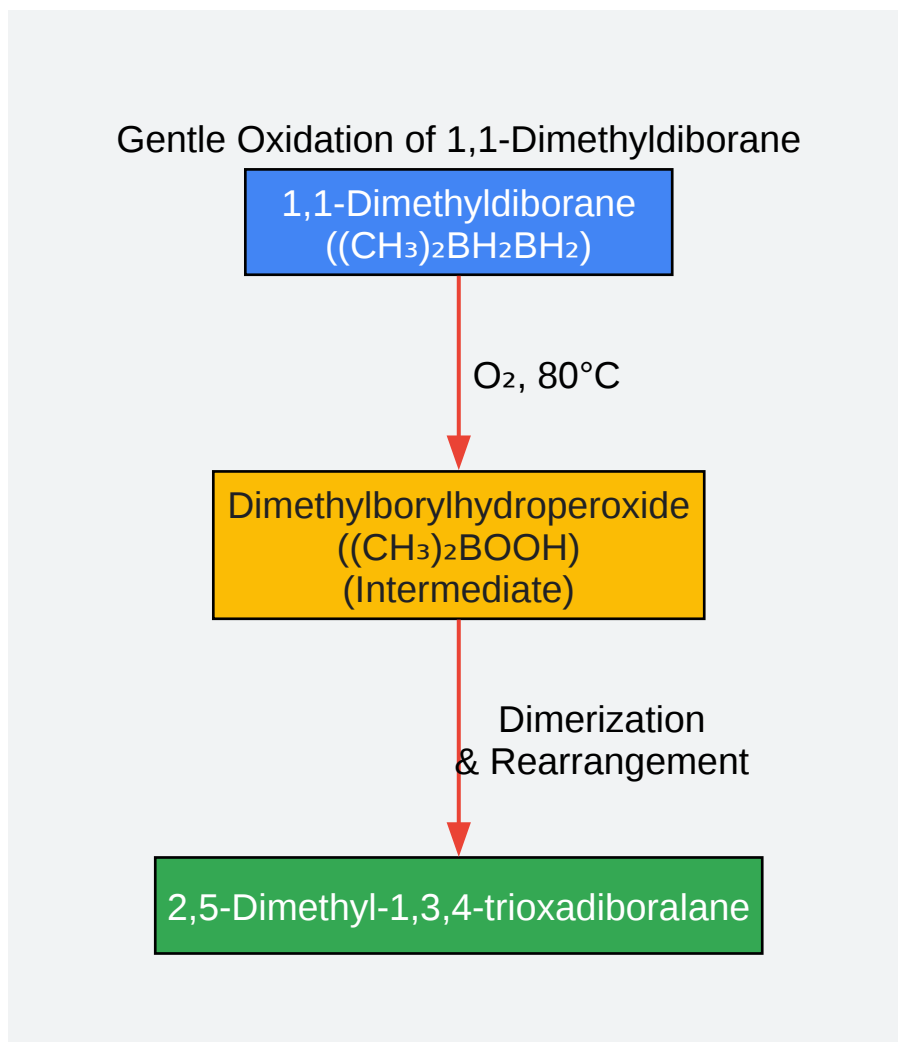 Gentle Oxidation of 1,1-Dimethyldiborane
1,1-Dimethyldiborane
((CH₃)₂BH₂BH₂)
O₂, 80°C
Dimethylborylhydroperoxide
((CH₃)₂BOOH)
(Intermediate)
Dimerization
& Rearrangement
2,5-Dimethyl-1,3,4-trioxadiboralane